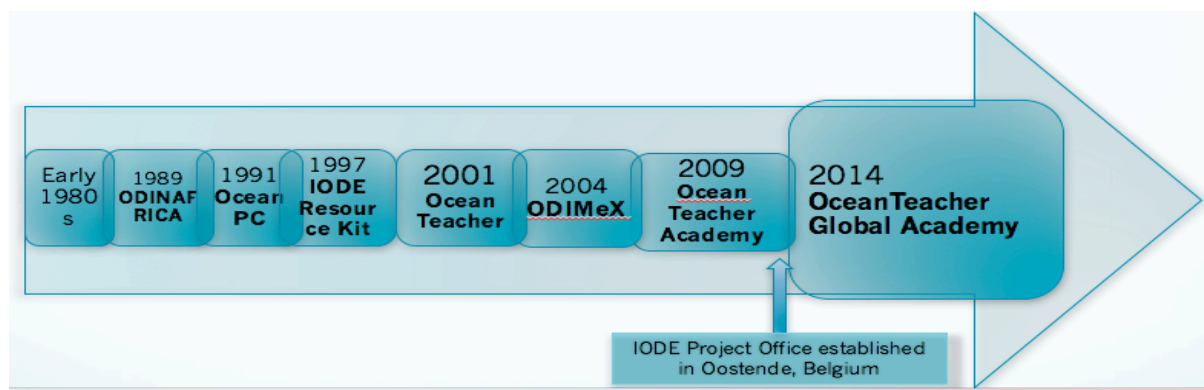 Early
1980
s
1989
ODINAF
RICA
1991
Ocean
PC
1997
IODE
Resour
ce Kit
2001
Ocean
Teacher
2004
ODIMeX
2009
Ocean
Teacher
Academy
2014
OceanTeacher
Global Academy
IODE Project Office established
in Oostende, Belgium